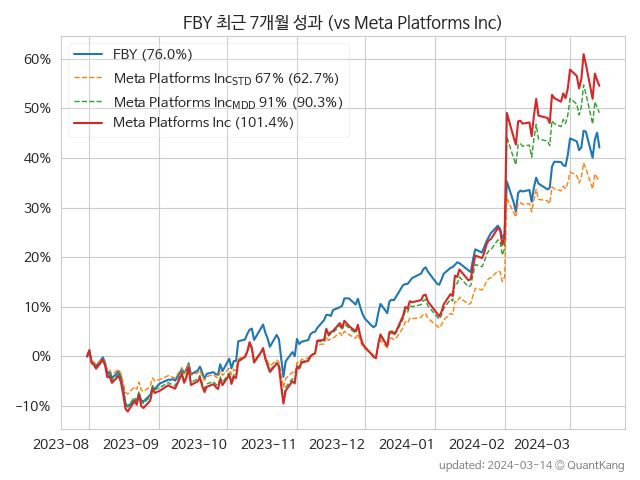 FBY 최근 7개월 성과 (vs Meta Platforms Inc)
FBY (76.0%)
Meta Platforms Inc_STD 67% (62.7%)
Meta Platforms Inc_MDD 91% (90.3%)
Meta Platforms Inc (101.4%)
60%
50%
40%
30%
20%
10%
0%
−10%
2023-08 2023-09 2023-10 2023-11 2023-12 2024-01 2024-02 2024-03
updated: 2024-03-14 © QuantKang